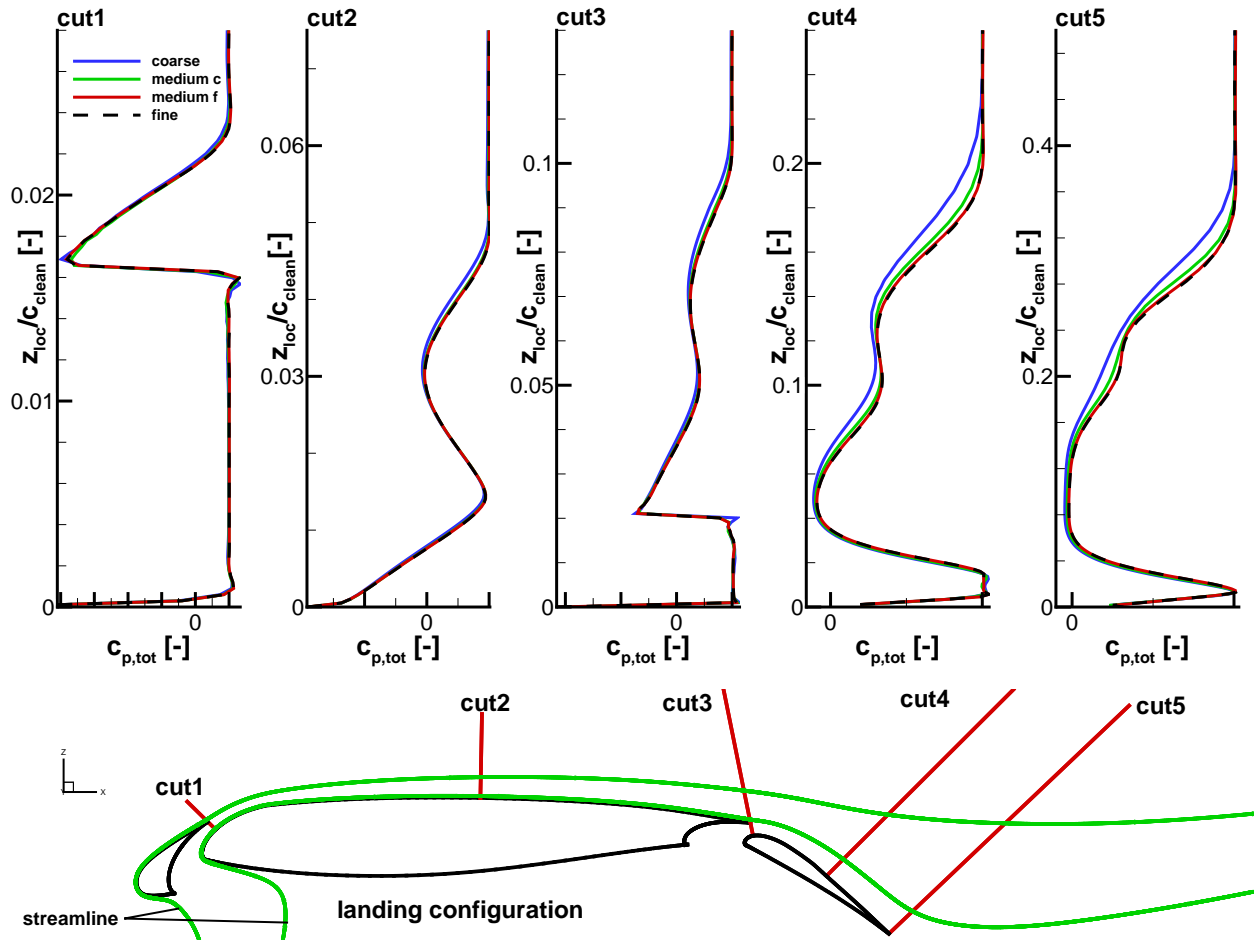 cut1
cut2
cut3
cut4
cut5
coarse
medium c
medium f
fine
0.02
0.01
0
z_loc/c_clean [-]
0
c_p,tot [-]
0.06
0.03
0
z_loc/c_clean [-]
0
c_p,tot [-]
0.1
0.05
0
z_loc/c_clean [-]
0
c_p,tot [-]
0.2
0.1
0
z_loc/c_clean [-]
0
c_p,tot [-]
0.4
0.2
0
z_loc/c_clean [-]
0
c_p,tot [-]
cut1
cut2
cut3
cut4
cut5
z
x
streamline
landing configuration